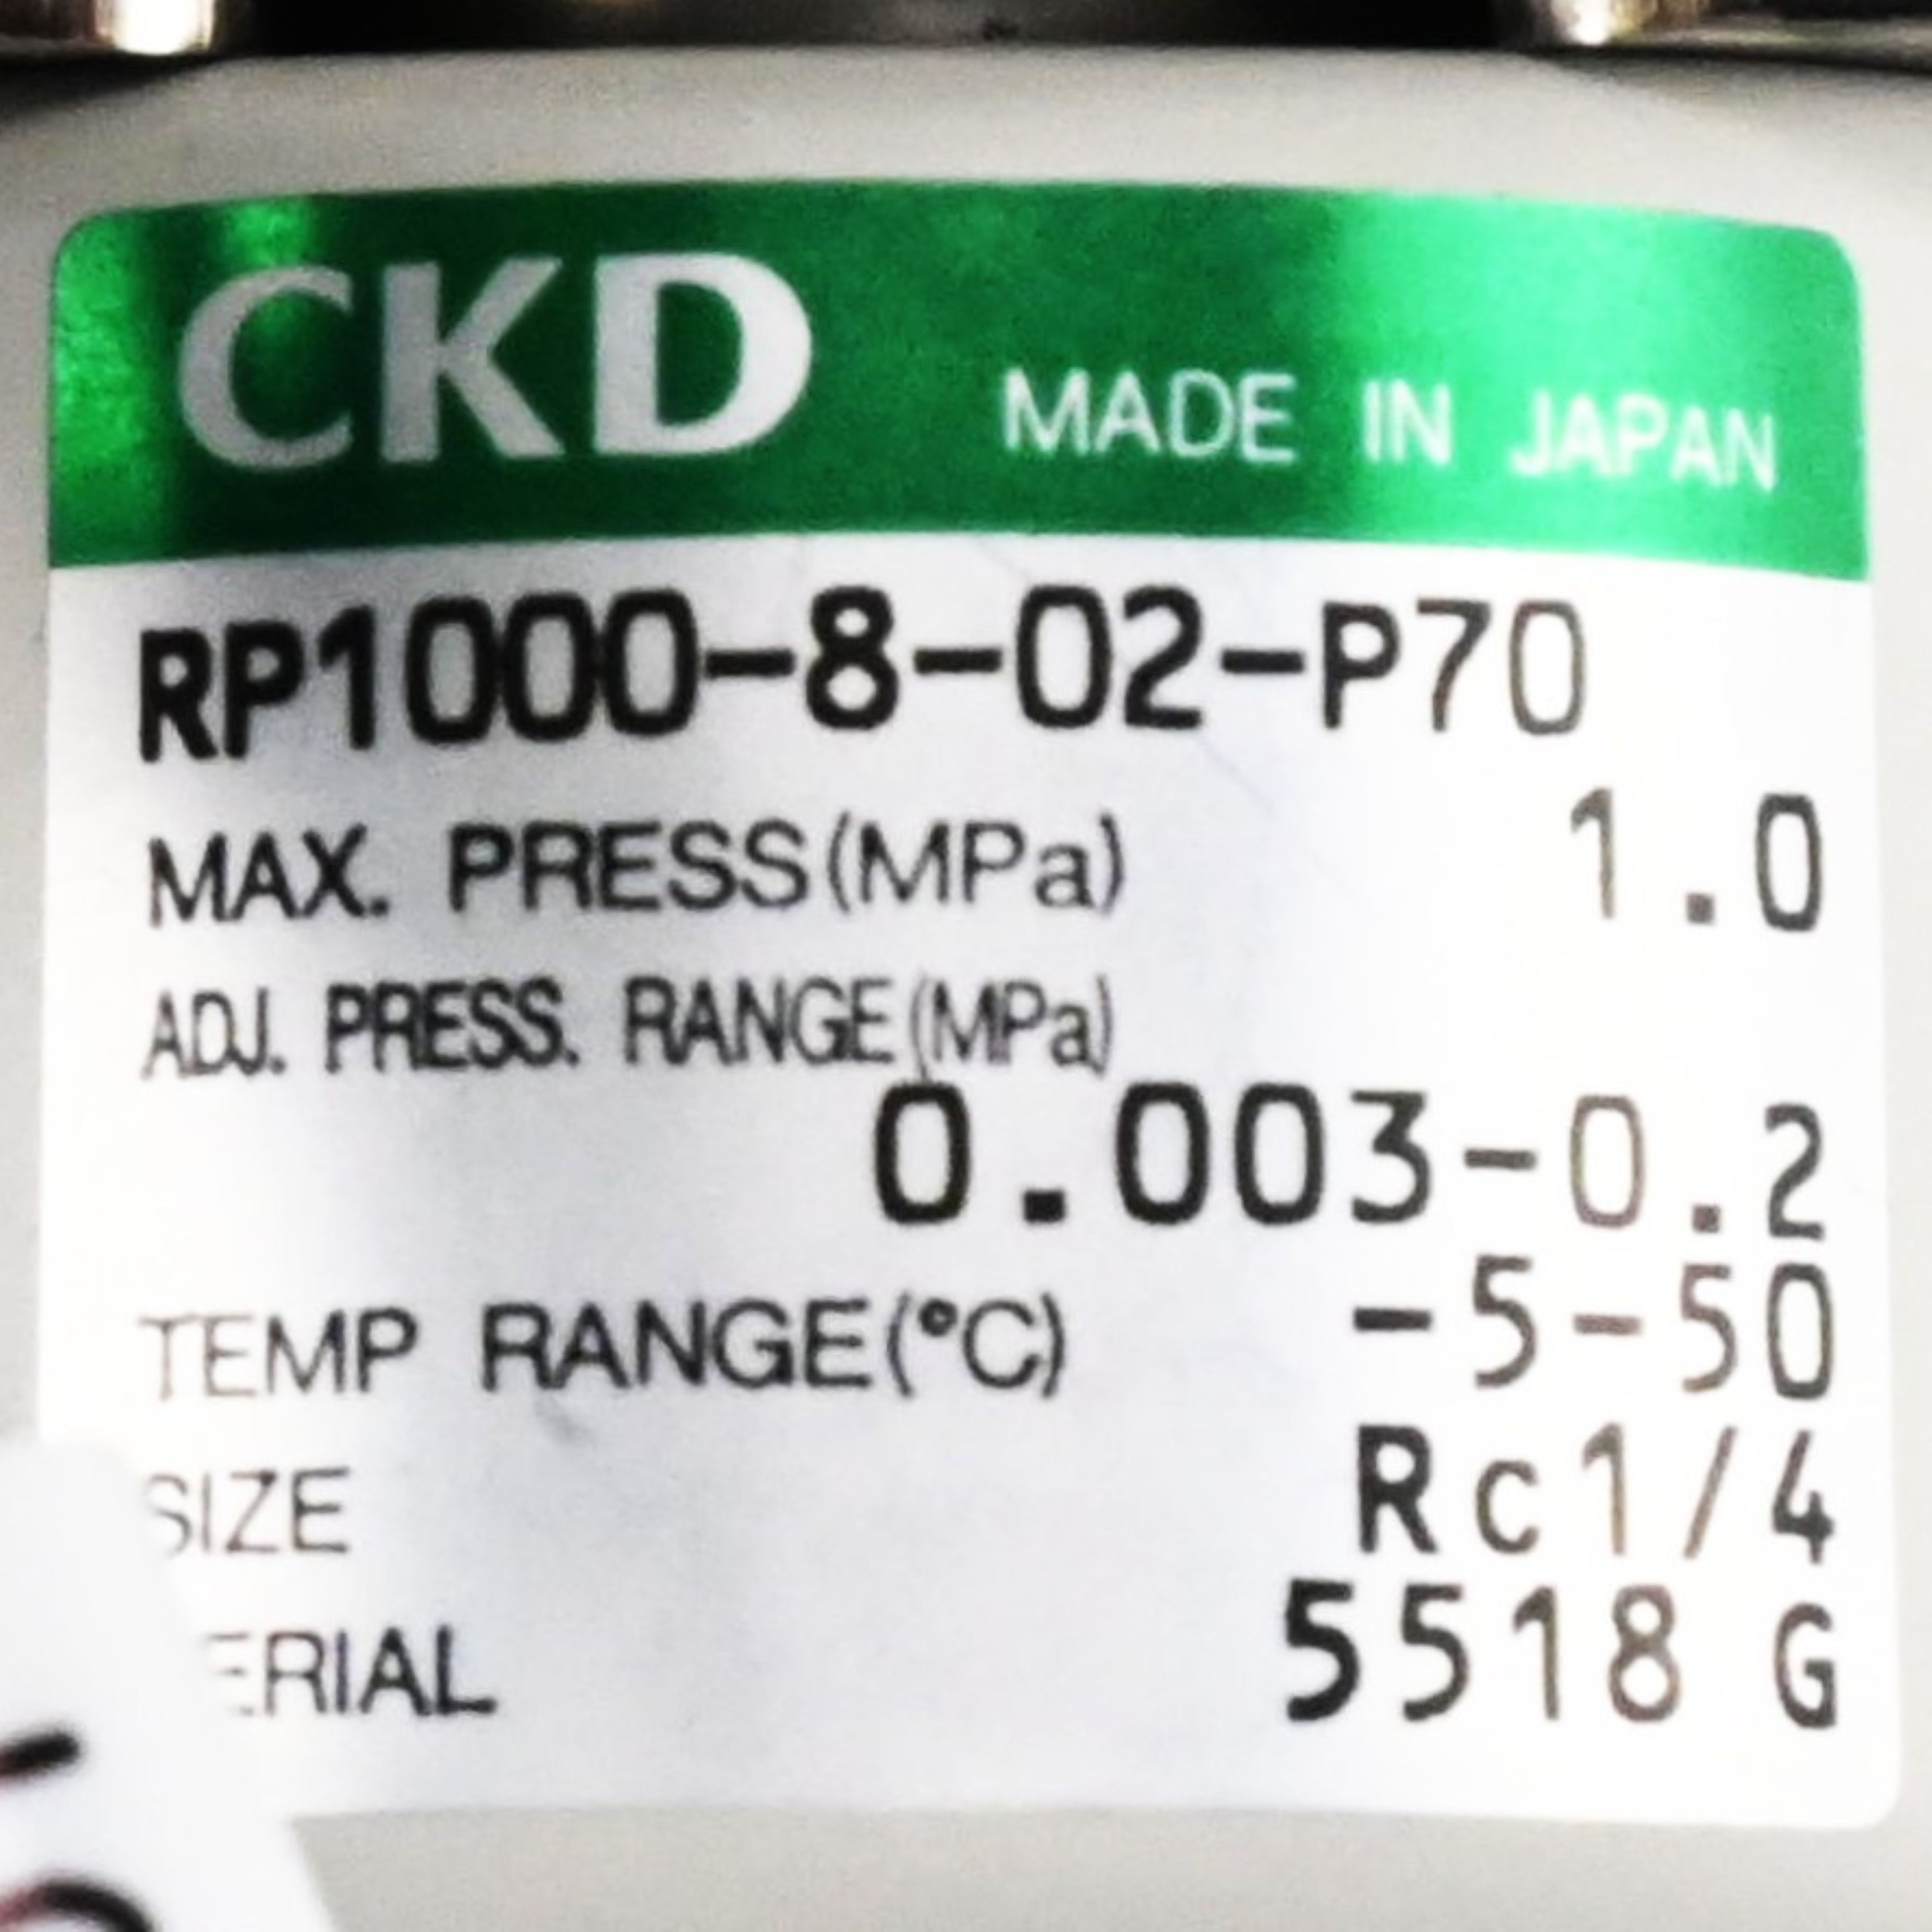 CKD MADE IN JAPAN
RP1000-8-02-P70
MAX. PRESS(MPa) 1.0
ADJ. PRESS. RANGE(MPa)
0.003-0.2
TEMP RANGE(°C) -5-50
SIZE Rc1/4
ERIAL 5518 G